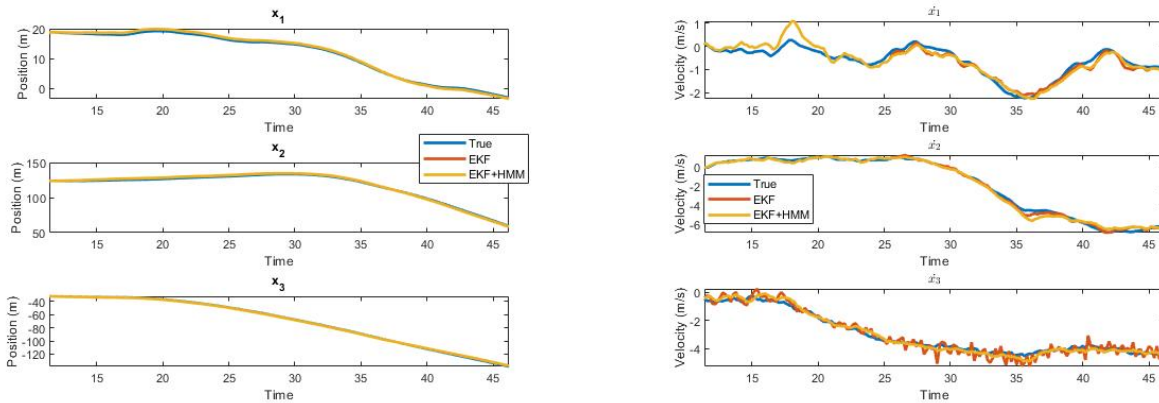 x1
Position (m)
20
10
0
15 20 25 30 35 40 45
Time
x2
Position (m)
150
100
50
15 20 25 30 35 40 45
Time
True
EKF
EKF+HMM
x3
Position (m)
-40
-60
-80
-100
-120
15 20 25 30 35 40 45
Time
ẋ1
Velocity (m/s)
1
0
-1
-2
15 20 25 30 35 40 45
Time
ẋ2
Velocity (m/s)
0
-2
-4
-6
15 20 25 30 35 40 45
Time
True
EKF
EKF+HMM
ẋ3
Velocity (m/s)
0
-2
-4
15 20 25 30 35 40 45
Time